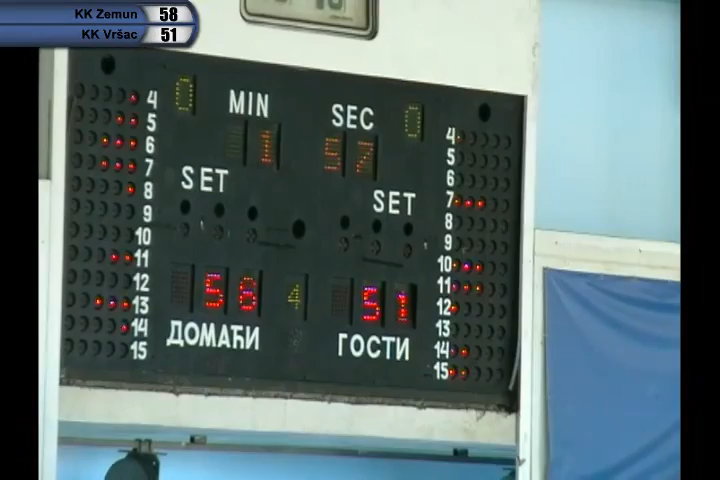 KK Zemun 58
KK Vršac 51
0 MIN SEC 0
1 57
SET SET
4 4
5 5
6 6
7 7
8 8
9 9
10 10
11 11
12 12
13 13
14 14
15 15
58 4 51
ДОМАЋИ ГОСТИ